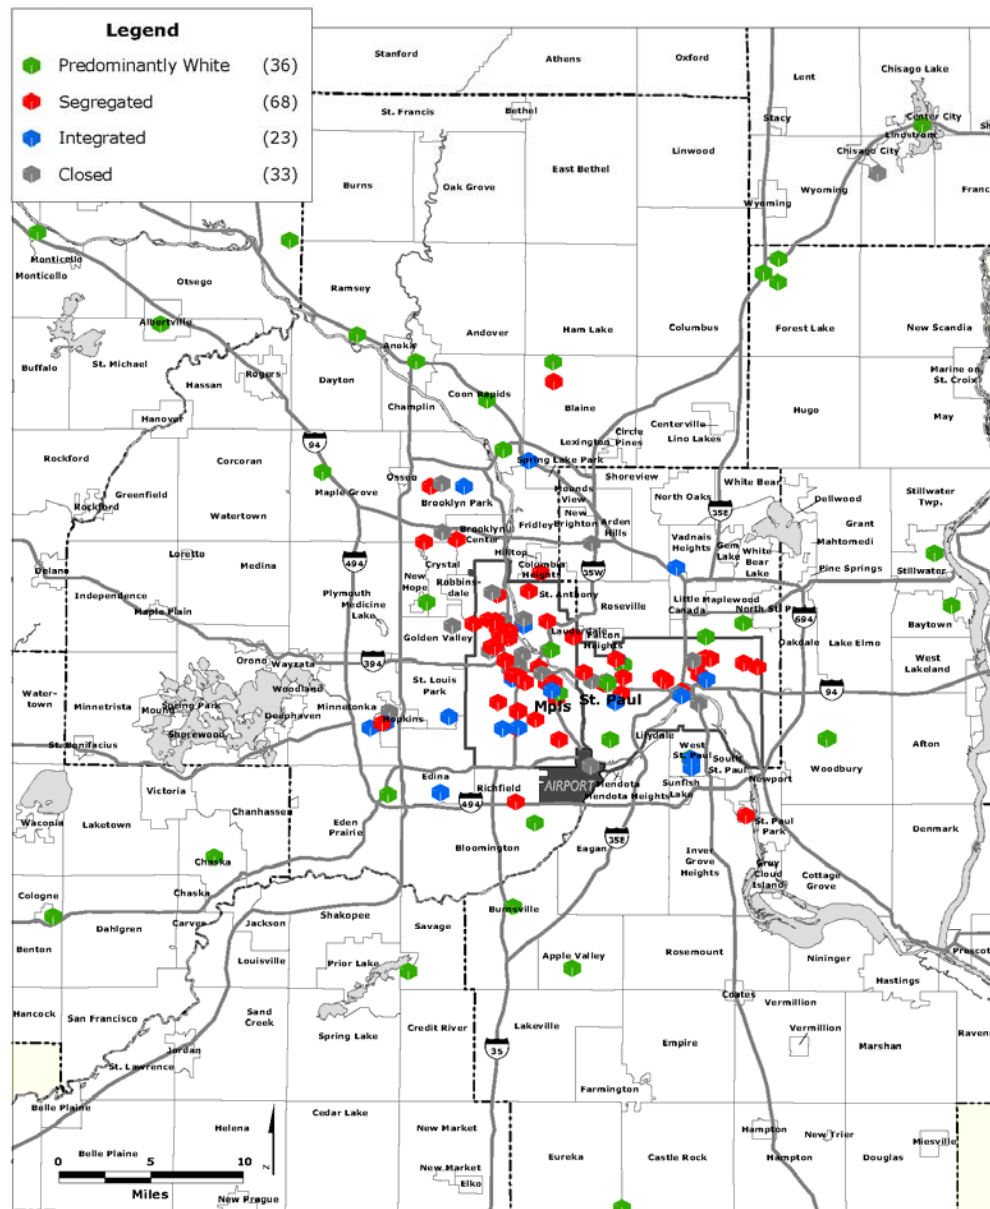 Legend
Predominantly White (36)
Segregated (68)
Integrated (23)
Closed (33)
Stanford
Athens
Oxford
Lent
Chisago Lake
St. Francis
Bethel
Stacy
Center City
Lindstrom
Chisago City
Linwood
East Bethel
Burns
Oak Grove
Wyoming
Wyoming
Franc
Monticello
Monticello
Otsego
Ramsey
Albertville
Anoka
Andover
Ham Lake
Columbus
Forest Lake
New Scandia
Buffalo
St. Michael
Rogers
Hassan
Dayton
Marine on
St. Croix
Champlin
Coon Rapids
Blaine
Hugo
May
Hanover
Centerville
Circle
Pines
Lexington
Lino Lakes
Rockford
Corcoran
94
Spring Lake Park
Shoreview
White Bear
Greenfield
Rockford
Maple Grove
Osseo
Mounds
View
North Oaks
35E
Dellwood
Stillwater
Twp.
Brooklyn Park
New
Brighton
Arden
Hills
Grant
Watertown
Brooklyn
Center
Fridley
Vadnais
Heights
Gem
Lake
White
Bear
Lake
Mahtomedi
Loretto
Hilltop
Delano
Medina
494
Crystal
Columbia
Heights
35W
Pine Springs
Stillwater
Independence
Plymouth
New
Hope
Robbins-
dale
St. Anthony
Little
Canada
Maplewood
Maple Plain
Medicine
Lake
Roseville
North St. P
694
Baytown
Golden Valley
Lauderdale
Falcon
Heights
Oakdale
Lake Elmo
Orono
Wayzata
394
West
Lakeland
Woodland
St. Louis
Park
Water-
town
Minnetrista
Mound
Spring Park
Minnetonka
Deephaven
Hopkins
Mpls
St. Paul
94
Shorewood
St. Bonifacius
Lilydale
West
St. Paul
South
St. Paul
Afton
Edina
Woodbury
Newport
Victoria
Richfield
AIRPORT
Mendota
Mendota Heights
Sunfish
Lake
Waconia
Laketown
Chanhassen
494
Eden
Prairie
St. Paul
Park
Denmark
Bloomington
Eagan
35E
Inver
Grove
Heights
Grey
Cloud
Island
Cottage
Grove
Chaska
Cologne
Chaska
Dahlgren
Carver
Jackson
Shakopee
Savage
Burnsville
Benton
Louisville
Prior Lake
Apple Valley
Rosemount
Nininger
Prescot
Hastings
Coates
Vermillion
Hancock
San Francisco
Sand
Creek
Spring Lake
Credit River
Lakeville
Vermillion
Raven
Jordan
35
Empire
Marshan
St. Lawrence
Farmington
Belle Plaine
Cedar Lake
Helena
New Market
Hampton
New Trier
Miesville
Belle Plaine
Eureka
Castle Rock
Hampton
Douglas
0 5 10
Miles
New Market
Elko
New Prague